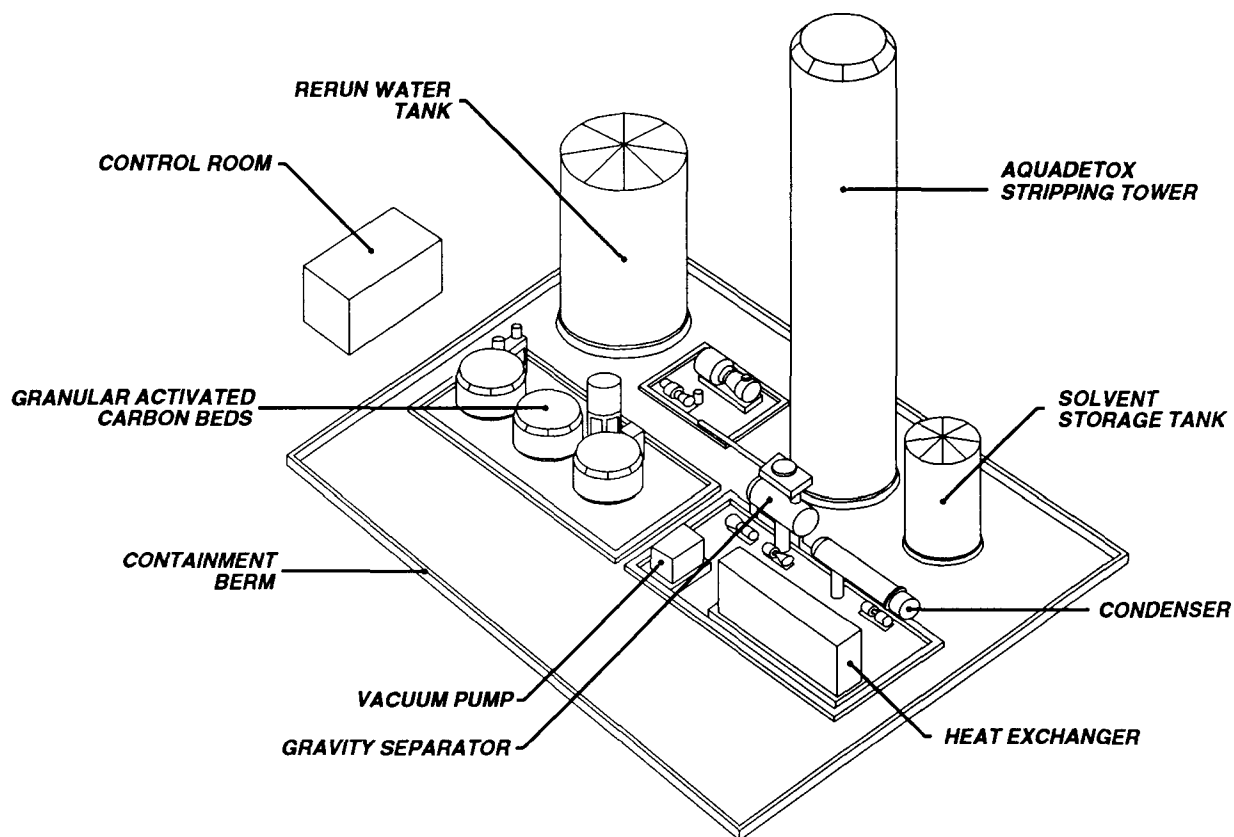 RERUN WATER
TANK
CONTROL ROOM
AQUADETOX
STRIPPING TOWER
GRANULAR ACTIVATED
CARBON BEDS
SOLVENT
STORAGE TANK
CONTAINMENT
BERM
CONDENSER
VACUUM PUMP
GRAVITY SEPARATOR
HEAT EXCHANGER